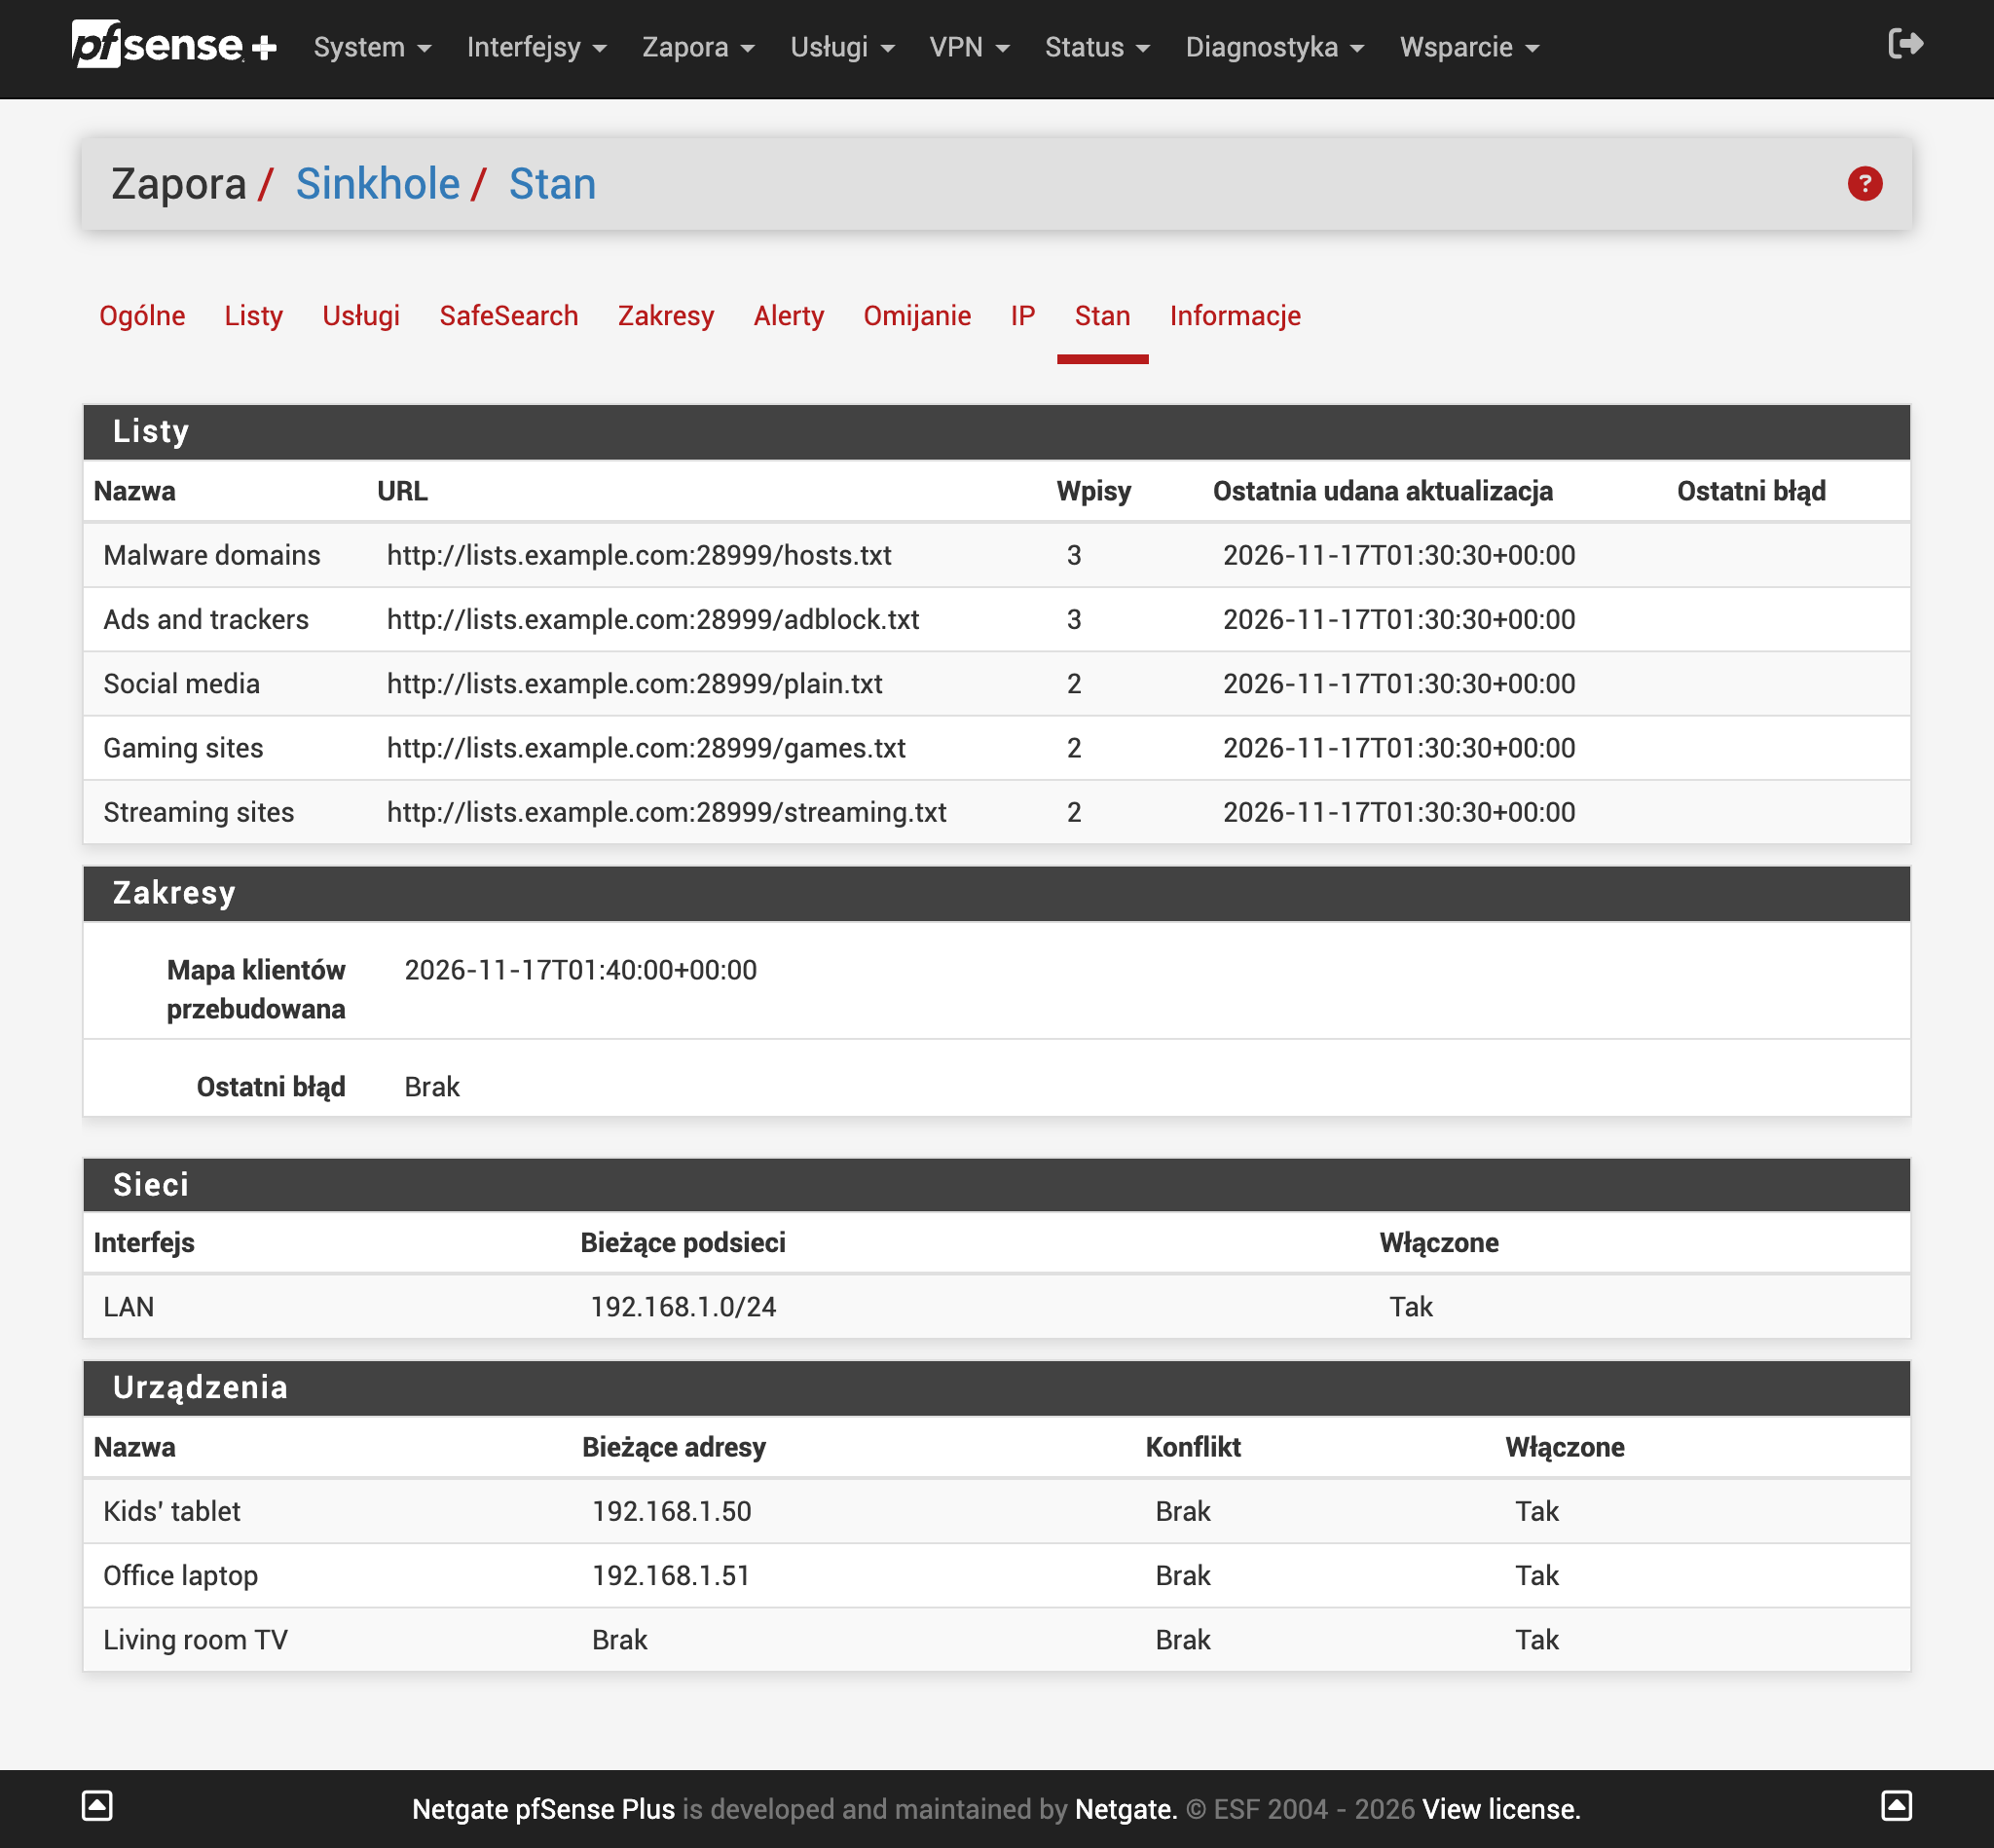 pfsense +
System
Interfejsy
Zapora
Usługi
VPN
Status
Diagnostyka
Wsparcie
Zapora / Sinkhole / Stan
?
Ogólne
Listy
Usługi
SafeSearch
Zakresy
Alerty
Omijanie
IP
Stan
Informacje
Listy
Nazwa URL Wpisy Ostatnia udana aktualizacja Ostatni błąd
Malware domains http://lists.example.com:28999/hosts.txt 3 2026-11-17T01:30:30+00:00
Ads and trackers http://lists.example.com:28999/adblock.txt 3 2026-11-17T01:30:30+00:00
Social media http://lists.example.com:28999/plain.txt 2 2026-11-17T01:30:30+00:00
Gaming sites http://lists.example.com:28999/games.txt 2 2026-11-17T01:30:30+00:00
Streaming sites http://lists.example.com:28999/streaming.txt 2 2026-11-17T01:30:30+00:00
Zakresy
Mapa klientów
przebudowana
2026-11-17T01:40:00+00:00
Ostatni błąd Brak
Sieci
Interfejs Bieżące podsieci Włączone
LAN 192.168.1.0/24 Tak
Urządzenia
Nazwa Bieżące adresy Konflikt Włączone
Kids' tablet 192.168.1.50 Brak Tak
Office laptop 192.168.1.51 Brak Tak
Living room TV Brak Brak Tak
Netgate pfSense Plus is developed and maintained by Netgate. © ESF 2004 - 2026 View license.